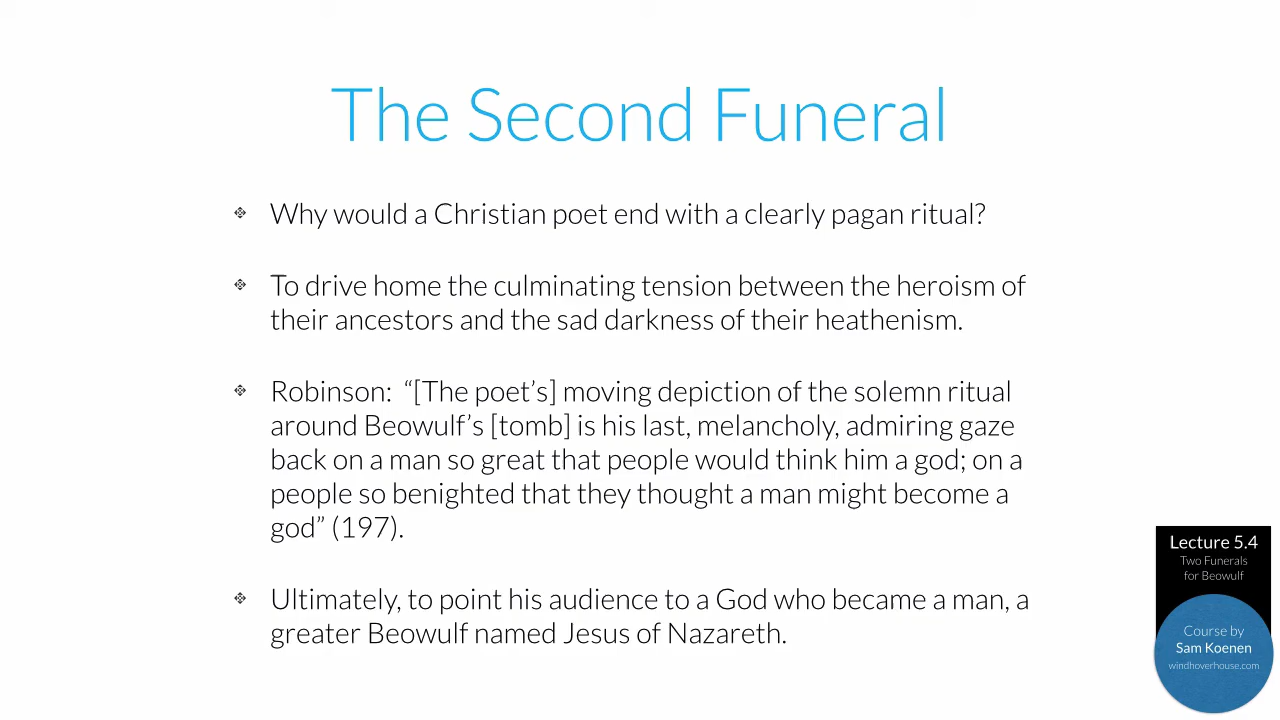 The Second Funeral
Why would a Christian poet end with a clearly pagan ritual?
To drive home the culminating tension between the heroism of
their ancestors and the sad darkness of their heathenism.
Robinson:  “[The poet’s] moving depiction of the solemn ritual
around Beowulf’s [tomb] is his last, melancholy, admiring gaze
back on a man so great that people would think him a god; on a
people so benighted that they thought a man might become a
god” (197).
Ultimately, to point his audience to a God who became a man, a
greater Beowulf named Jesus of Nazareth.
Lecture 5.4
Two Funerals
for Beowulf
Course by
Sam Koenen
windhoverhouse.com